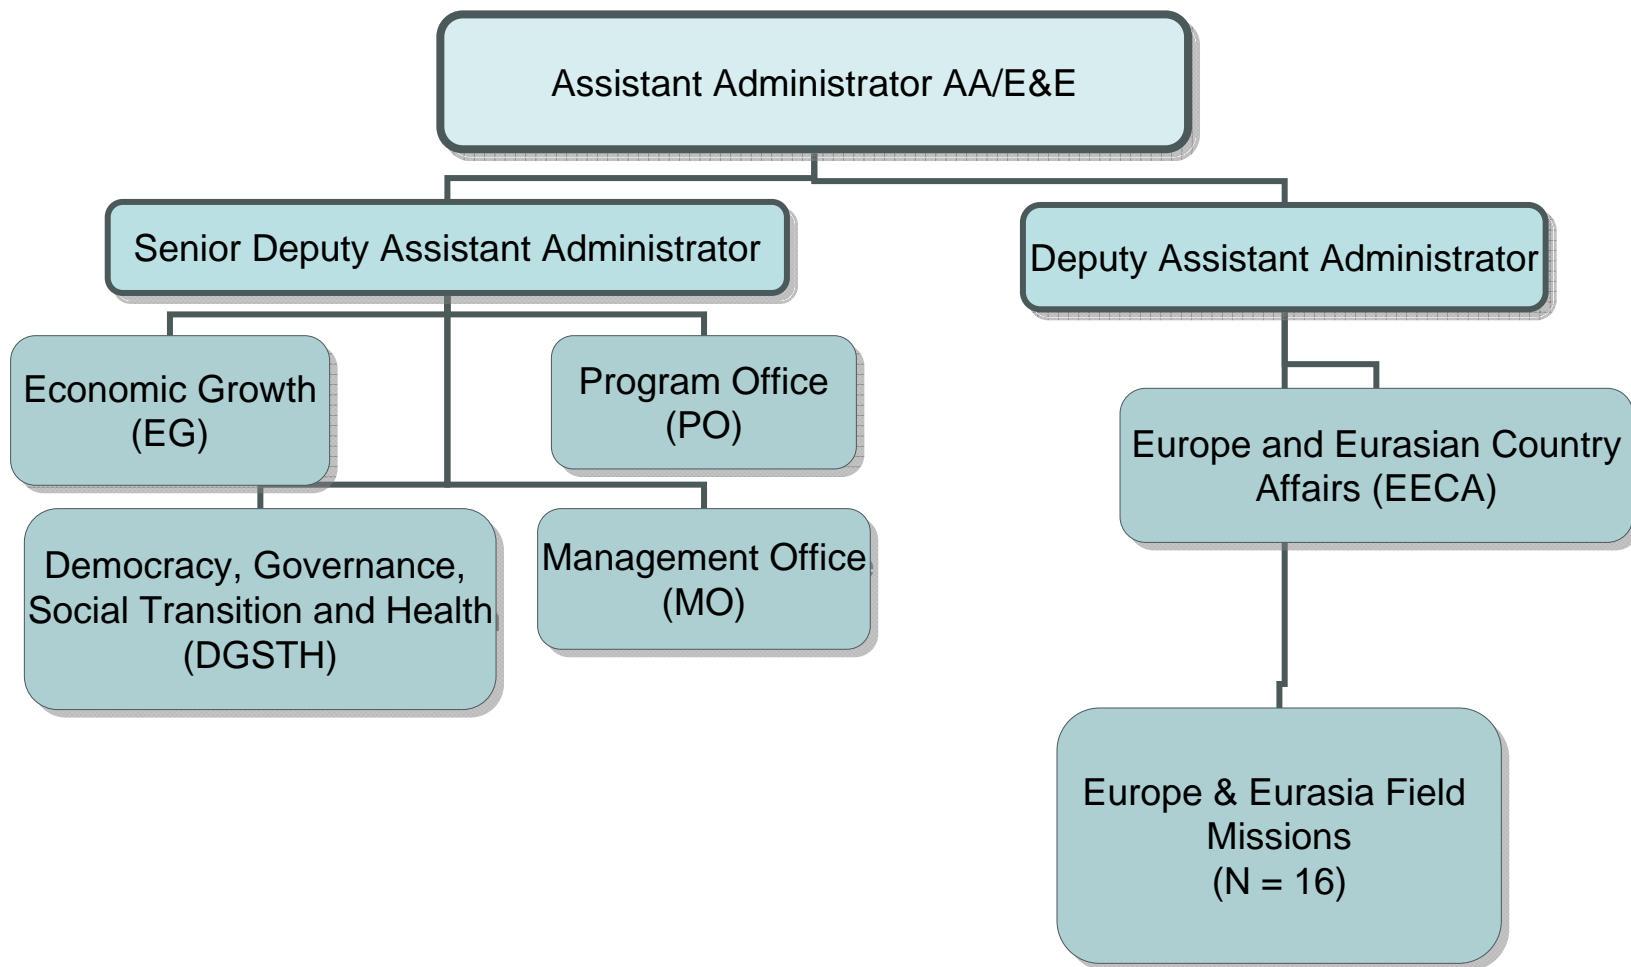 Assistant Administrator AA/E&E
Senior Deputy Assistant Administrator
Deputy Assistant Administrator
Economic Growth
(EG)
Program Office
(PO)
Europe and Eurasian Country
Affairs (EECA)
Democracy, Governance,
Social Transition and Health
(DGSTH)
Management Office
(MO)
Europe & Eurasia Field
Missions
(N = 16)